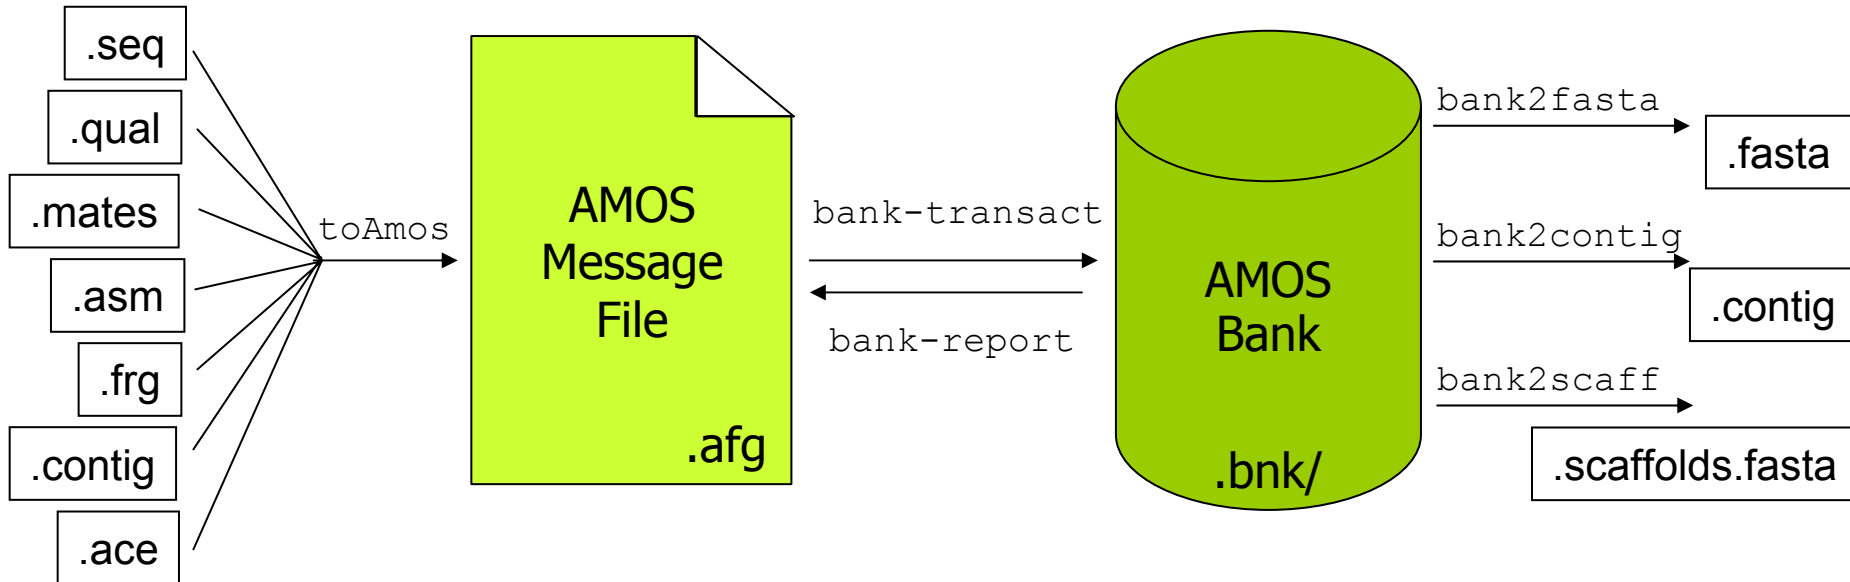 .seq
.qual
.mates
.asm
.frg
.contig
.ace
toAmos
AMOS
Message
File
.afg
bank-transact
bank-report
AMOS
Bank
.bnk/
bank2fasta
.fasta
bank2contig
.contig
bank2scaff
.scaffolds.fasta